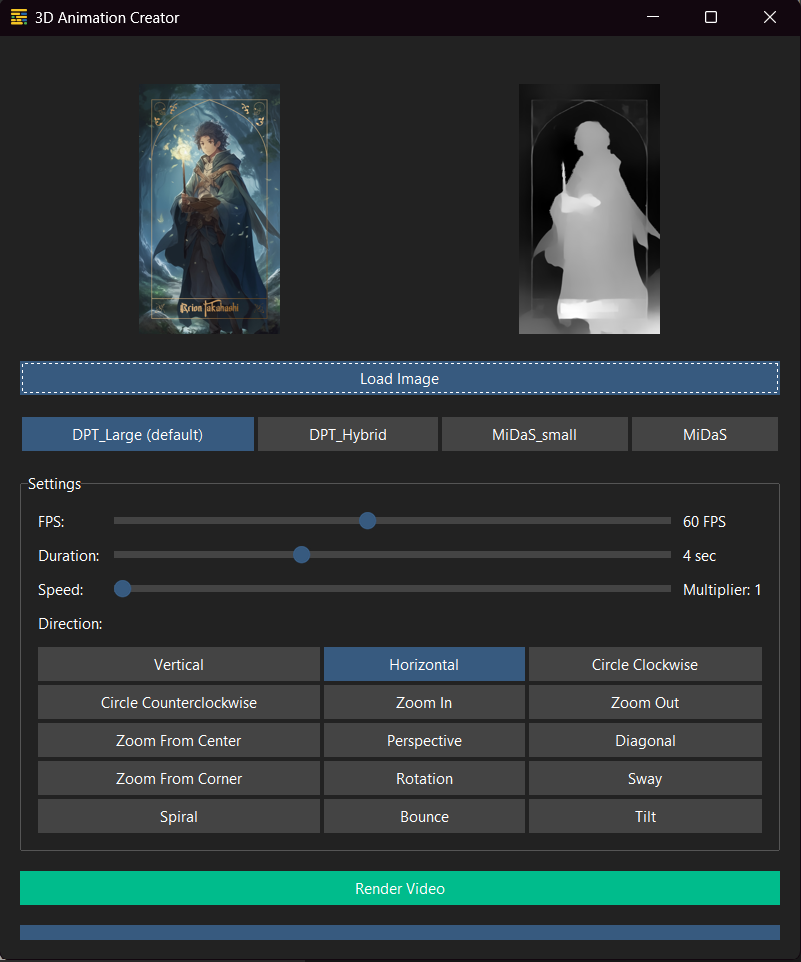 3D Animation Creator
Brion Takahashi
Load Image
DPT_Large (default) DPT_Hybrid MiDaS_small MiDaS
Settings
FPS: 60 FPS
Duration: 4 sec
Speed: Multiplier: 1
Direction:
Vertical Horizontal Circle Clockwise
Circle Counterclockwise Zoom In Zoom Out
Zoom From Center Perspective Diagonal
Zoom From Corner Rotation Sway
Spiral Bounce Tilt
Render Video